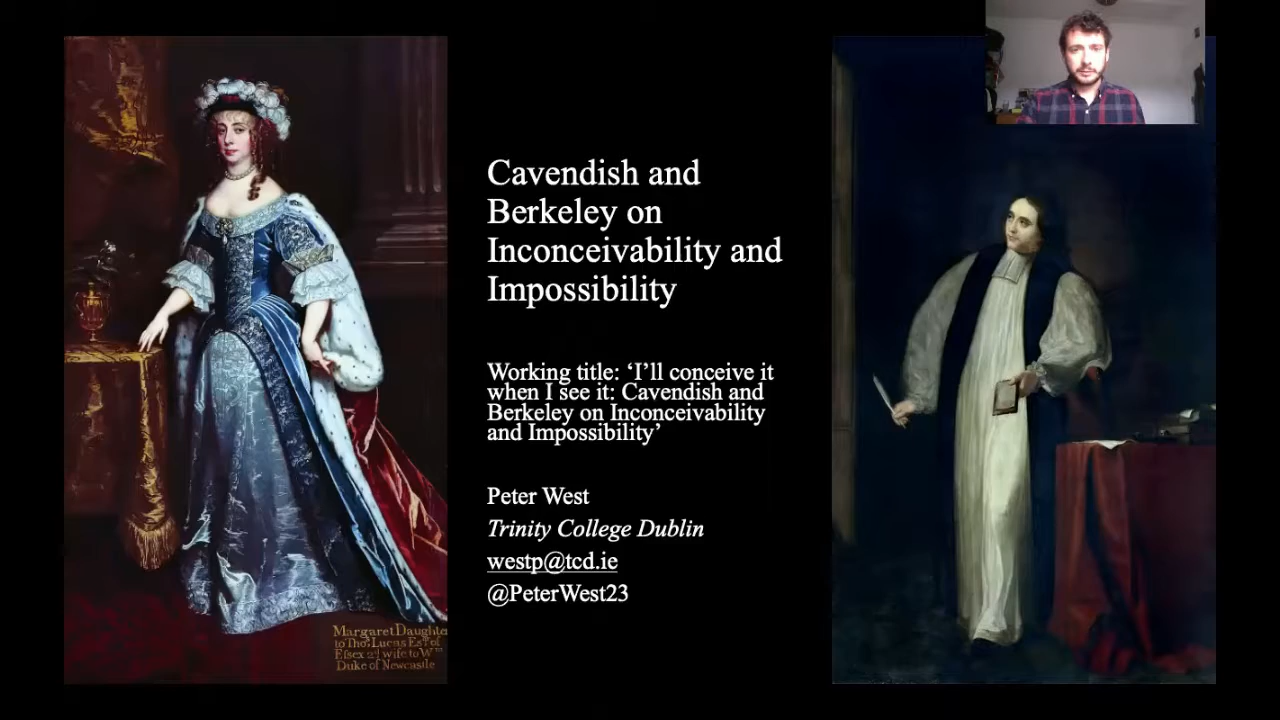 Cavendish and
Berkeley on
Inconceivability and
Impossibility
Working title: ‘I’ll conceive it
when I see it: Cavendish and
Berkeley on Inconceivability
and Impossibility’
Peter West
Trinity College Dublin
westp@tcd.ie
@PeterWest23
Margaret Daughte
to Thos Lucas Esqr of
Essex 2d wife to Wm
Duke of Newcastle